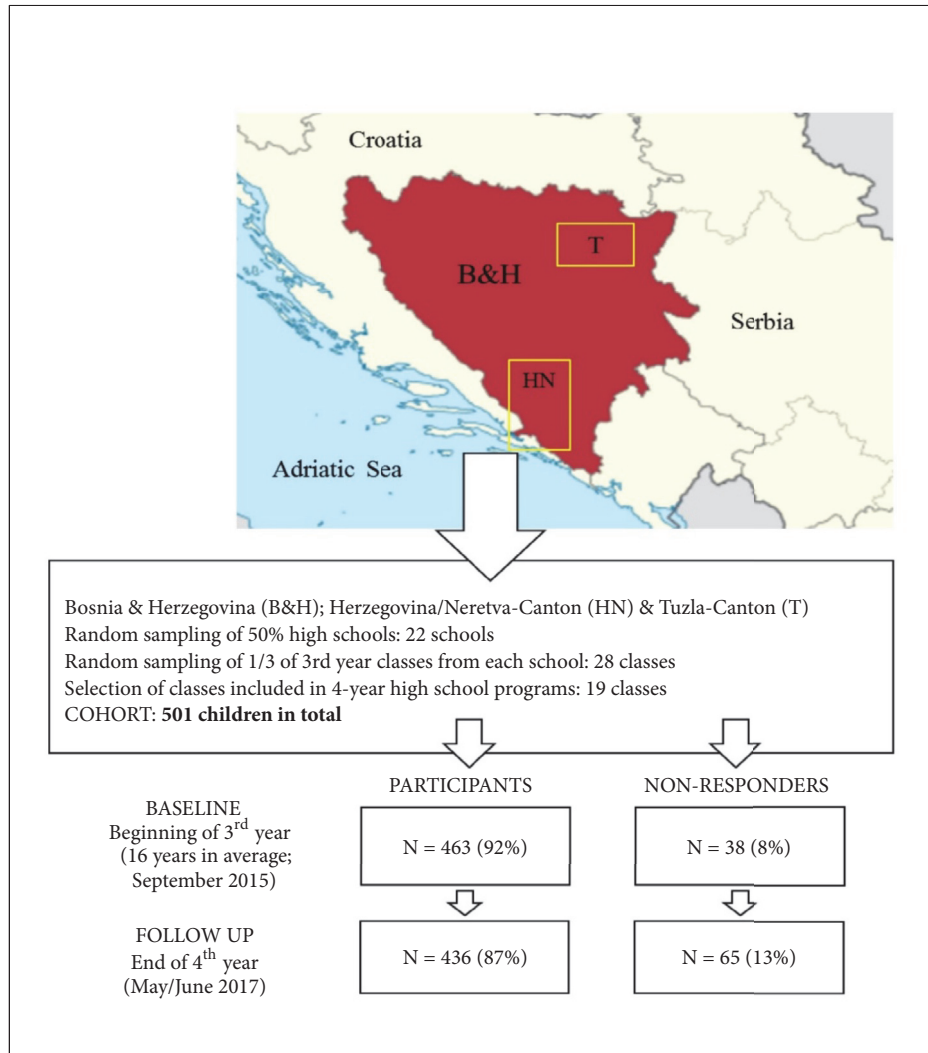 Croatia
T
B&H
Serbia
HN
Adriatic Sea
Bosnia & Herzegovina (B&H); Herzegovina/Neretva-Canton (HN) & Tuzla-Canton (T)
Random sampling of 50% high schools: 22 schools
Random sampling of 1/3 of 3rd year classes from each school: 28 classes
Selection of classes included in 4-year high school programs: 19 classes
COHORT: 501 children in total
PARTICIPANTS
NON-RESPONDERS
BASELINE
Beginning of 3rd year
(16 years in average;
September 2015)
N = 463 (92%)
N = 38 (8%)
FOLLOW UP
End of 4th year
(May/June 2017)
N = 436 (87%)
N = 65 (13%)